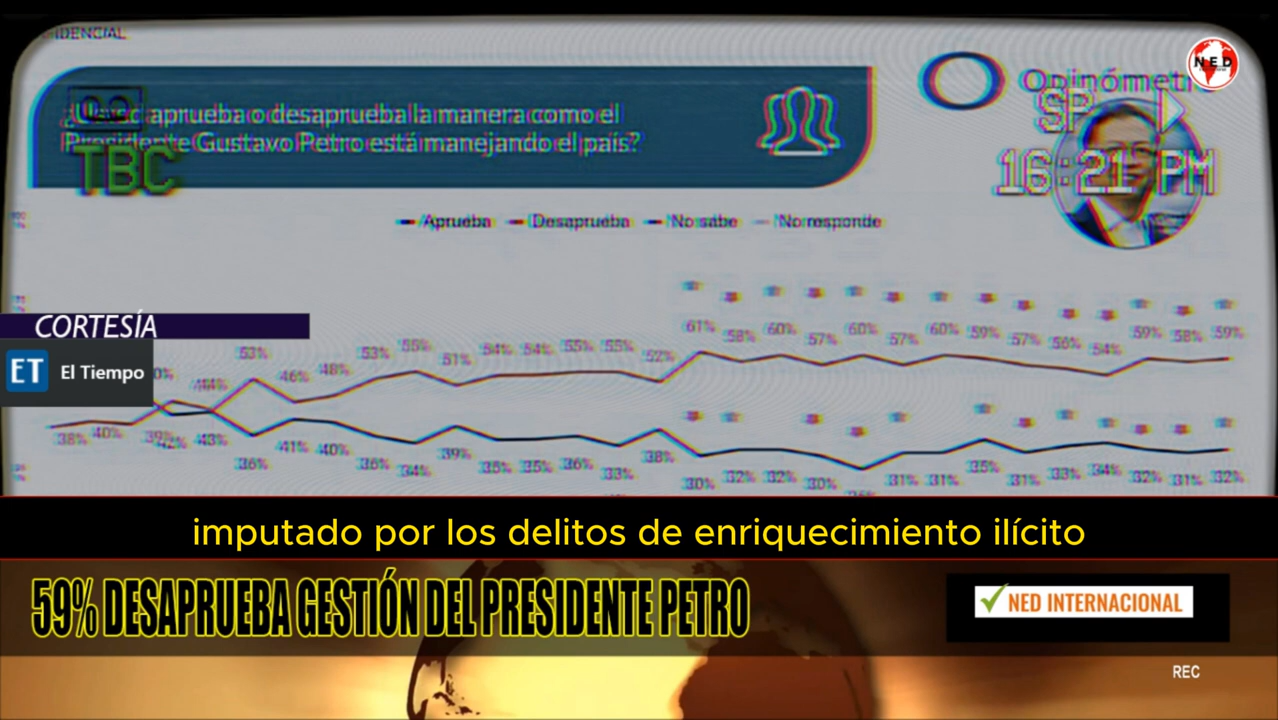 IDENCIAL
NED
¿Usted aprueba o desaprueba la manera como el
Presidente Gustavo Petro está manejando el país?
Opinómetro
TBC
SP
16:21 PM
Aprueba Desaprueba No sabe No responde
61% 58% 60% 57% 60% 57% 60% 59% 57% 56% 54% 59% 58% 59%
53% 46% 48% 53% 55% 51% 54% 54% 55% 55% 52%
CORTESÍA
ET El Tiempo
44%
38% 40% 39% 42% 43% 36% 41% 40% 36% 34% 39% 35% 35% 36% 33% 38% 30% 32% 32% 30% 31% 31% 35% 31% 33% 34% 32% 31% 32%
imputado por los delitos de enriquecimiento ilícito
59% DESAPRUEBA GESTIÓN DEL PRESIDENTE PETRO
NED INTERNACIONAL
REC